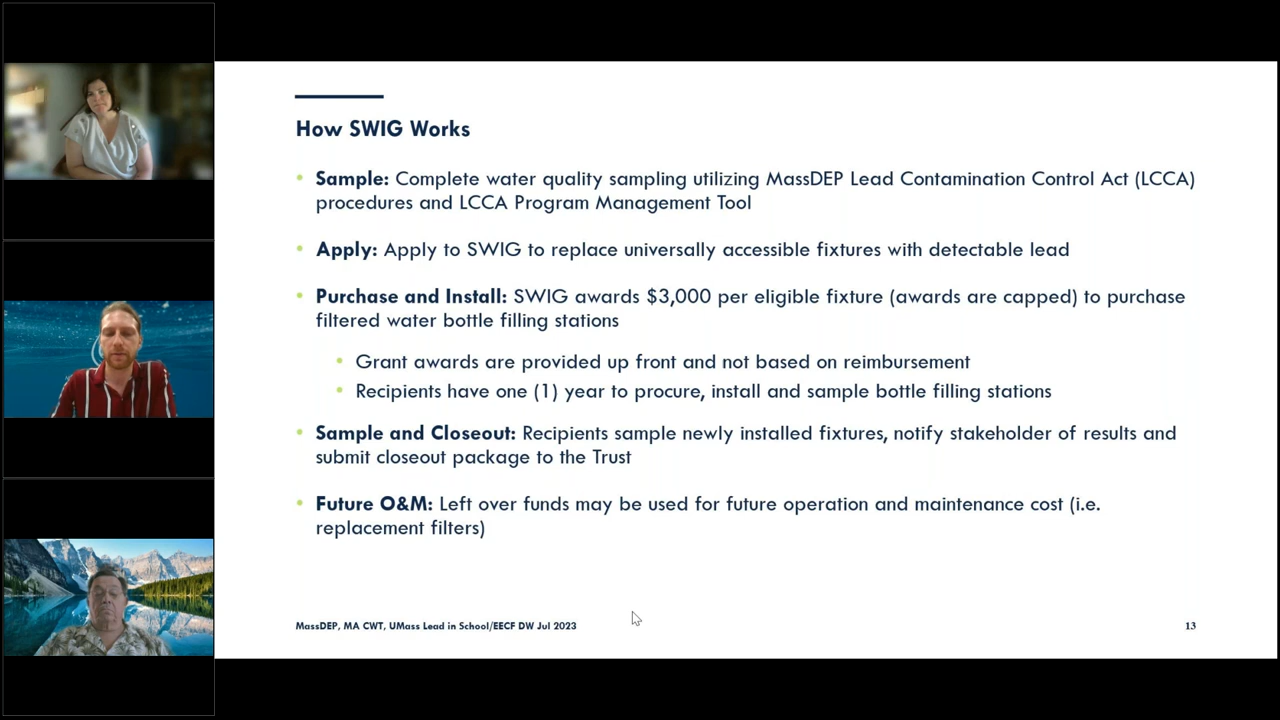 How SWIG Works
• Sample: Complete water quality sampling utilizing MassDEP Lead Contamination Control Act (LCCA)
procedures and LCCA Program Management Tool
• Apply: Apply to SWIG to replace universally accessible fixtures with detectable lead
• Purchase and Install: SWIG awards $3,000 per eligible fixture (awards are capped) to purchase
filtered water bottle filling stations
• Grant awards are provided up front and not based on reimbursement
• Recipients have one (1) year to procure, install and sample bottle filling stations
• Sample and Closeout: Recipients sample newly installed fixtures, notify stakeholder of results and
submit closeout package to the Trust
• Future O&M: Left over funds may be used for future operation and maintenance cost (i.e.
replacement filters)
MassDEP, MA CWT, UMass Lead in School/EECF DW Jul 2023
13